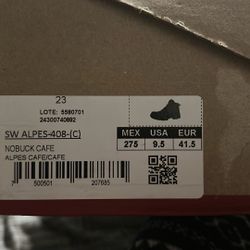 23
LOTE: 5580701
24300740692
SW ALPES-408-(C)
NOBUCK CAFE
ALPES CAFE/CAFE
MEX USA EUR
275 9.5 41.5
7 500501 207685